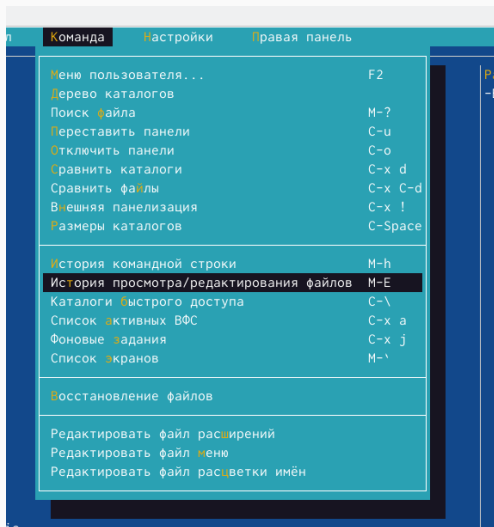 л Команда Настройки Правая панель
Меню пользователя... F2
Дерево каталогов
Поиск файла M-?
Переставить панели C-u
Отключить панели C-o
Сравнить каталоги C-x d
Сравнить файлы C-x C-d
Внешняя панелизация C-x !
Размеры каталогов C-Space
История командной строки M-h
История просмотра/редактирования файлов M-E
Каталоги быстрого доступа C-\
Список активных ВФС C-x a
Фоновые задания C-x j
Список экранов M-`
Восстановление файлов
Редактировать файл расширений
Редактировать файл меню
Редактировать файл расцветки имён